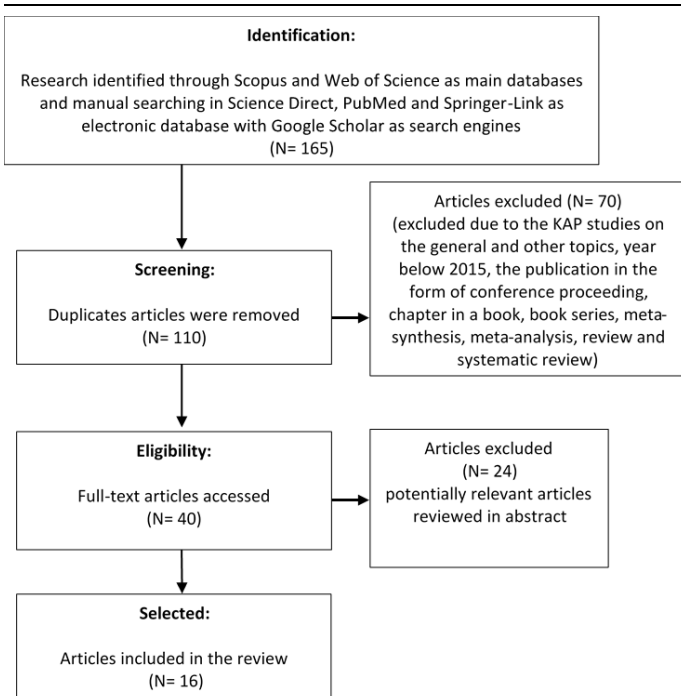 Identification:
Research identified through Scopus and Web of Science as main databases
and manual searching in Science Direct, PubMed and Springer-Link as
electronic database with Google Scholar as search engines
(N= 165)
Articles excluded (N= 70)
(excluded due to the KAP studies on
the general and other topics, year
below 2015, the publication in the
form of conference proceeding,
chapter in a book, book series, meta-
synthesis, meta-analysis, review and
systematic review)
Screening:
Duplicates articles were removed
(N= 110)
Eligibility:
Full-text articles accessed
(N= 40)
Articles excluded
(N= 24)
potentially relevant articles
reviewed in abstract
Selected:
Articles included in the review
(N= 16)